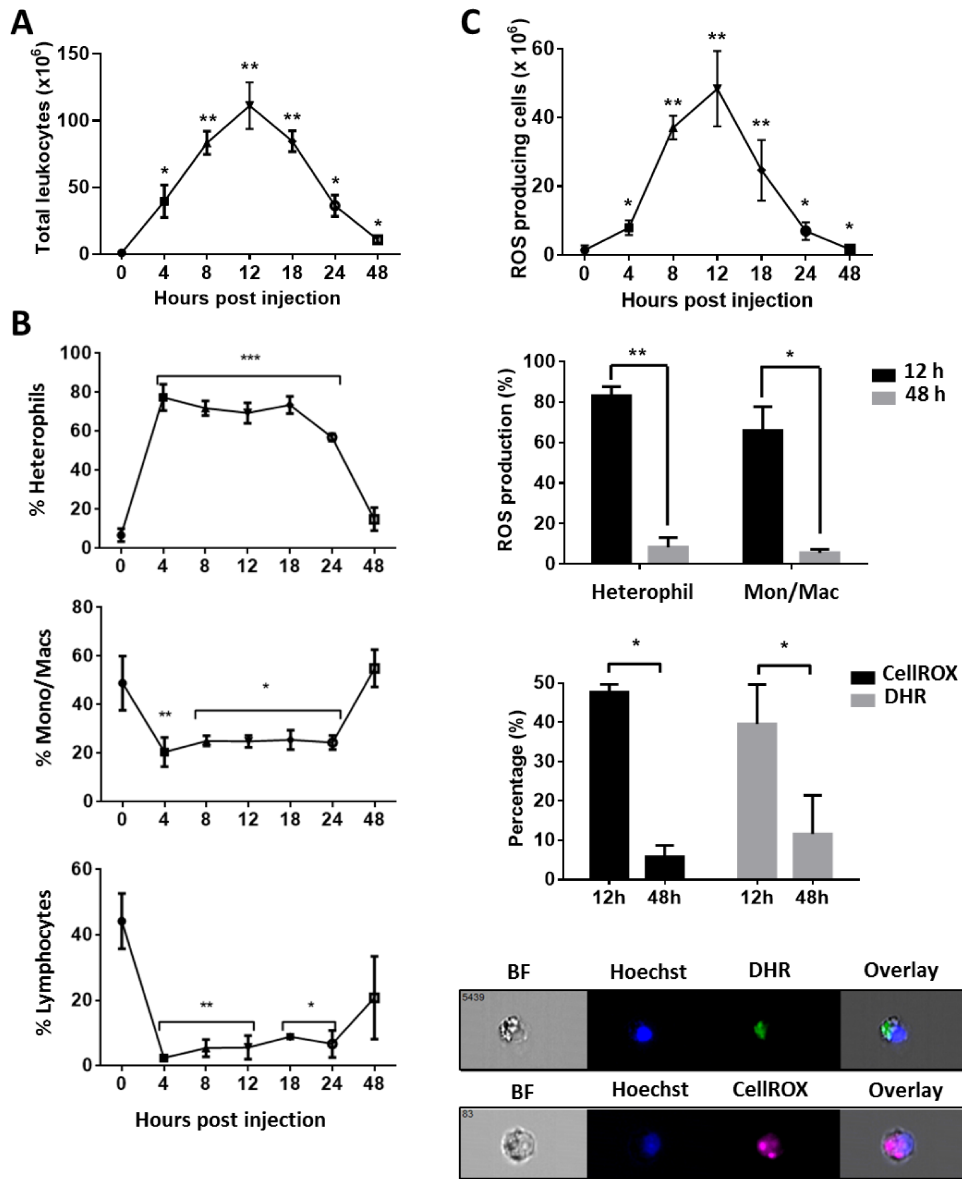 A
Total leukocytes (x10⁶)
150
100
50
0
*
**
**
**
*
*
0 4 8 12 18 24 48
Hours post injection
B
% Heterophils
100
80
60
40
20
0
***
0 4 8 12 18 24 48
% Mono/Macs
80
60
40
20
0
**
*
0 4 8 12 18 24 48
% Lymphocytes
60
40
20
0
**
*
0 4 8 12 18 24 48
Hours post injection
C
ROS producing cells (x 10⁶)
60
40
20
0
*
**
**
**
*
*
0 4 8 12 18 24 48
Hours post injection
ROS production (%)
100
80
60
40
20
0
**
*
12 h
48 h
Heterophil Mon/Mac
Percentage (%)
50
40
30
20
10
0
*
*
CellROX
DHR
12h 48h 12h 48h
BF Hoechst DHR Overlay
5439
BF Hoechst CellROX Overlay
83